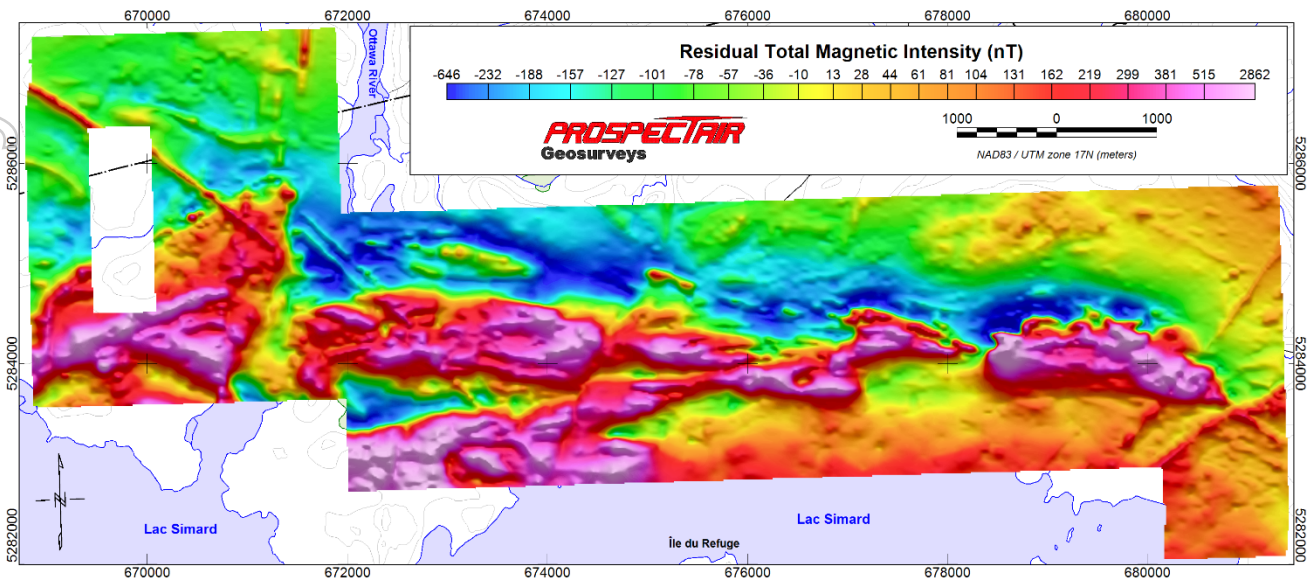 670000 672000 674000 676000 678000 680000
Ottawa River
Residual Total Magnetic Intensity (nT)
-646 -232 -188 -157 -127 -101 -78 -57 -36 -10 13 28 44 61 81 104 131 162 219 299 381 515 2862
PROSPECTAIR
Geosurveys
1000 0 1000
NAD83 / UTM zone 17N (meters)
5286000 5286000
5284000 5284000
5282000 5282000
N
Lac Simard
Lac Simard
Île du Refuge
670000 672000 674000 676000 678000 680000